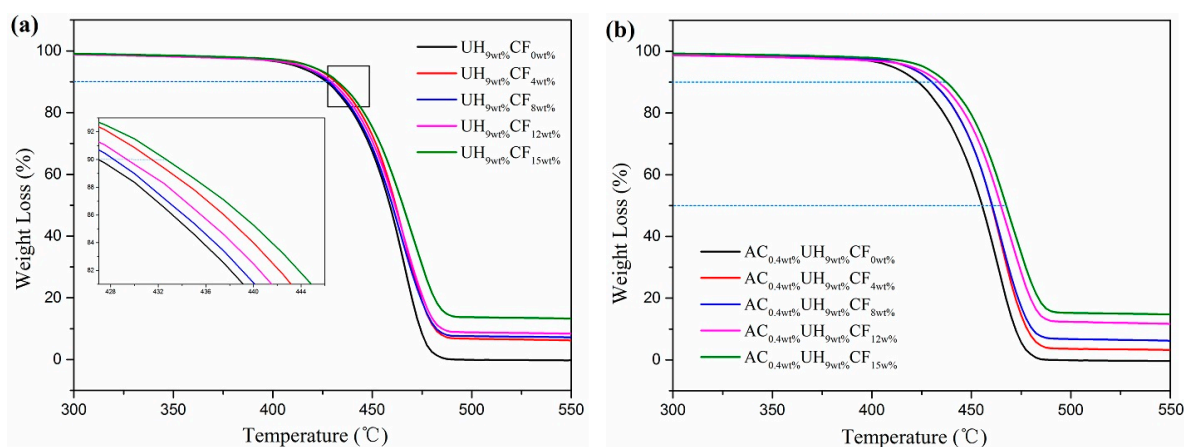 (a)
UH9wt%CF0wt%
UH9wt%CF4wt%
UH9wt%CF8wt%
UH9wt%CF12wt%
UH9wt%CF15wt%
Weight Loss (%)
100
80
60
40
20
0
92
90
88
86
84
82
428 432 436 440 444
300 350 400 450 500 550
Temperature (℃)
(b)
Weight Loss (%)
100
80
60
40
20
0
AC0.4wt%UH9wt%CF0wt%
AC0.4wt%UH9wt%CF4wt%
AC0.4wt%UH9wt%CF8wt%
AC0.4wt%UH9wt%CF12w%
AC0.4wt%UH9wt%CF15w%
300 350 400 450 500 550
Temperature (℃)